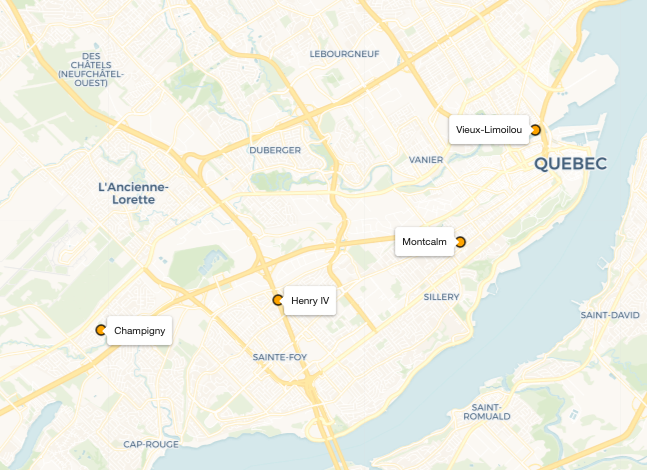 LEBOURGNEUF
DES
CHÂTELS
(NEUFCHÂTEL-
OUEST)
Vieux-Limoilou
DUBERGER
VANIER
QUEBEC
L'Ancienne-
Lorette
Montcalm
SILLERY
Henry IV
SAINT-DAVID
Champigny
SAINTE-FOY
SAINT-
ROMUALD
CAP-ROUGE